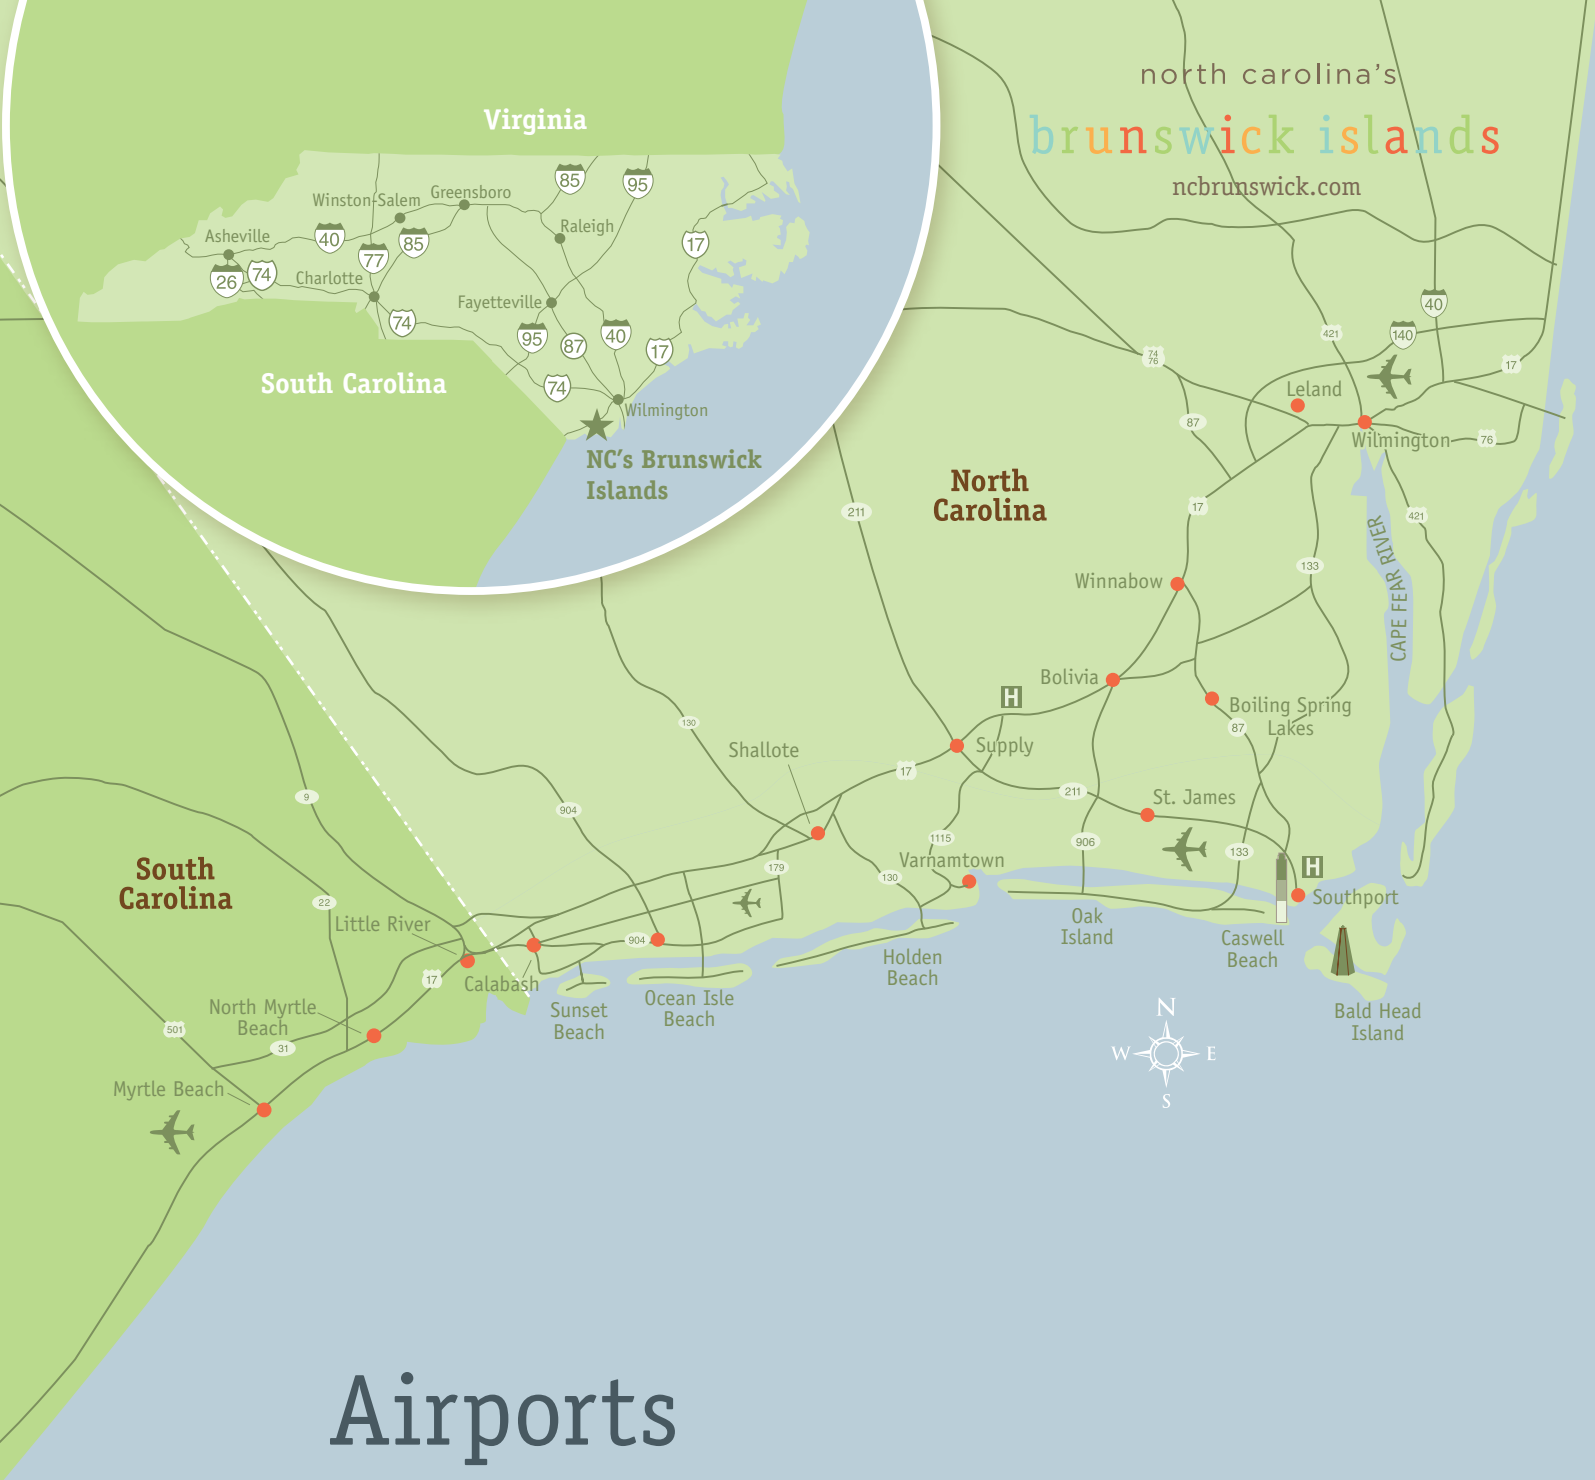 north carolina's
brunswick islands
ncbrunswick.com
Virginia
85
95
Winston-Salem
Greensboro
Asheville
40
77
85
Raleigh
17
26
74
Charlotte
74
Fayetteville
95
87
40
17
74
South Carolina
Wilmington
NC's Brunswick
Islands
40
140
421
74
76
17
Leland
87
Wilmington
76
North
Carolina
211
17
421
CAPE FEAR RIVER
133
Winnabow
Bolivia
H
Boiling Spring
Lakes
87
130
Shallote
Supply
17
9
904
211
St. James
1115
906
133
Varnamtown
South
Carolina
179
130
H
22
Little River
904
Southport
Oak
Island
Caswell
Beach
Holden
Beach
17
Calabash
Ocean Isle
Beach
Sunset
Beach
North Myrtle
Beach
501
31
Bald Head
Island
N
W
E
S
Myrtle Beach
Airports